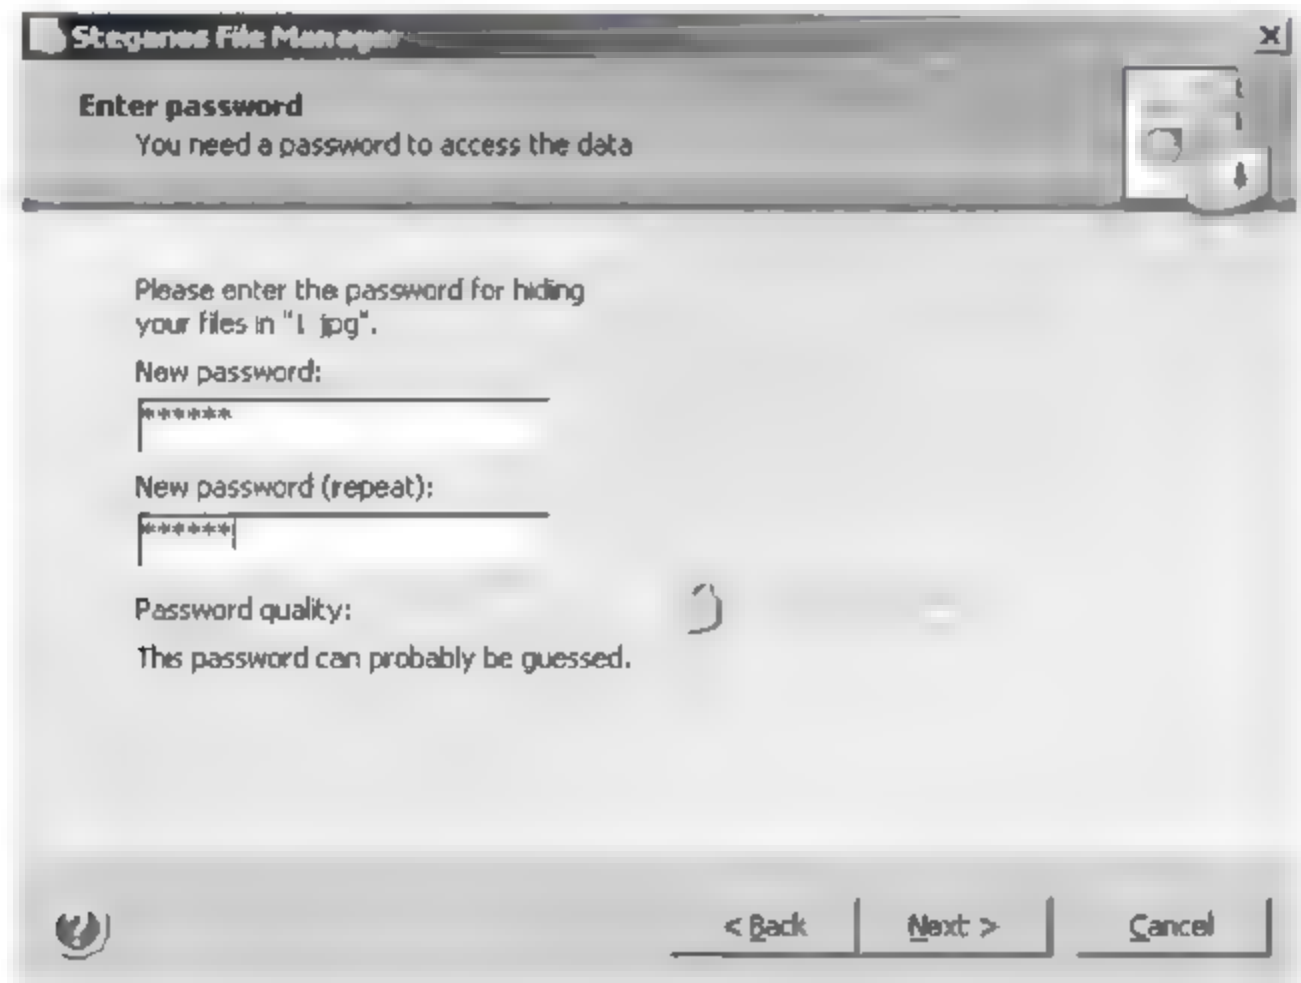 Steganos File Manager
Enter password
You need a password to access the data
Please enter the password for hiding
your files in "1.jpg".
New password:
******
New password (repeat):
******
Password quality:
This password can probably be guessed.
< Back
Next >
Cancel